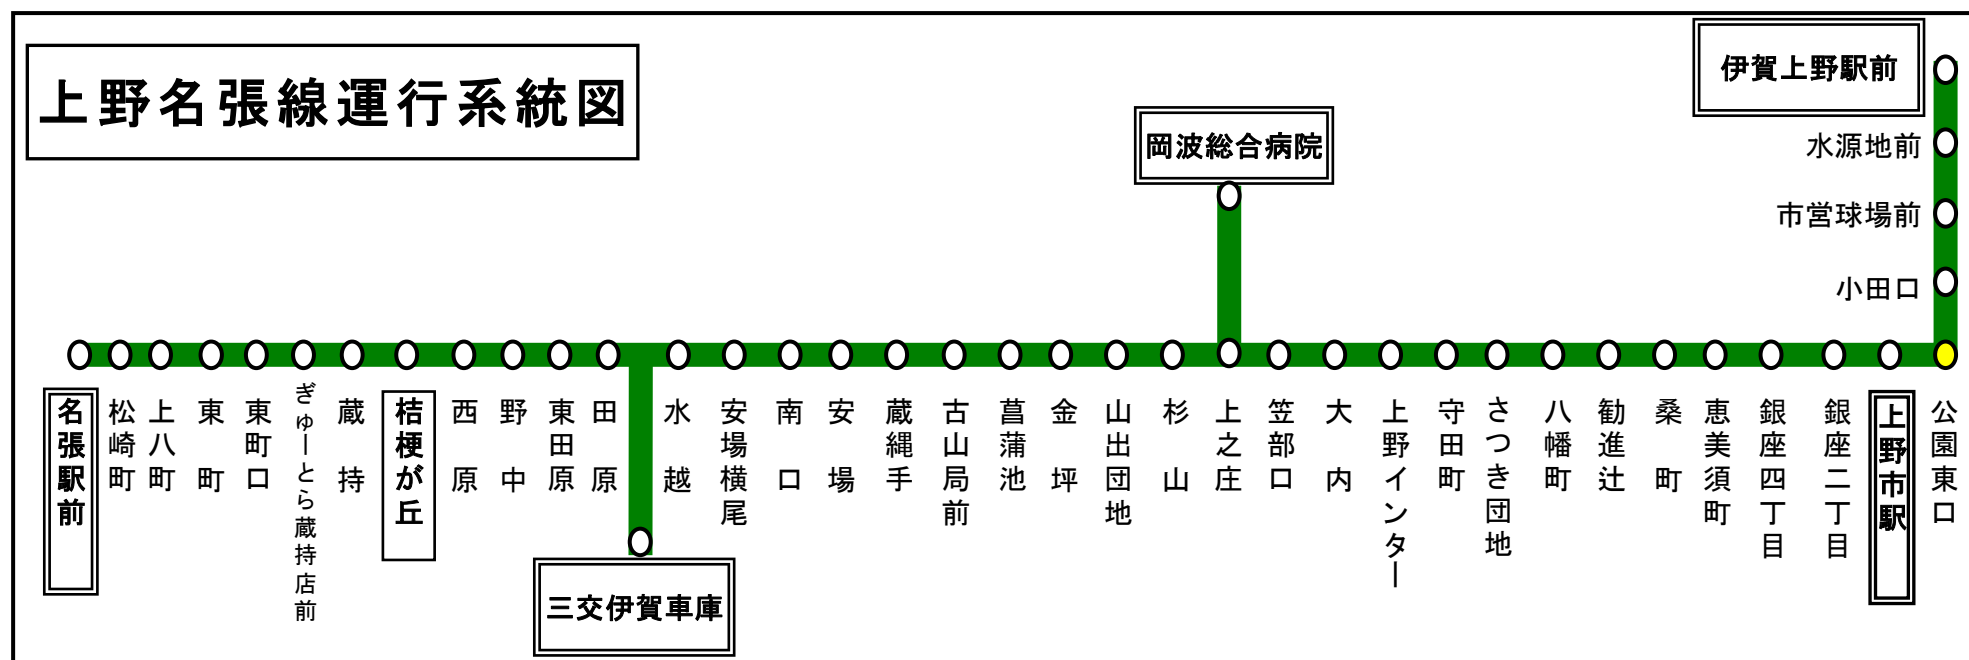 上野名張線運行系統図
伊賀上野駅前
水源地前
市営球場前
小田口
岡波総合病院
名張駅前
松崎町
上八町
東町
東町口
ぎゅーとら蔵持店前
蔵持
桔梗が丘
西原
野中
東田原
田原
水越
安場横尾
南口
安場
蔵縄手
古山局前
菖蒲池
金坪
山出団地
杉山
上之庄
笠部口
大内
上野インター
守田町
さつき団地
八幡町
勧進辻
桑町
恵美須町
銀座四丁目
銀座二丁目
上野市駅
公園東口
三交伊賀車庫